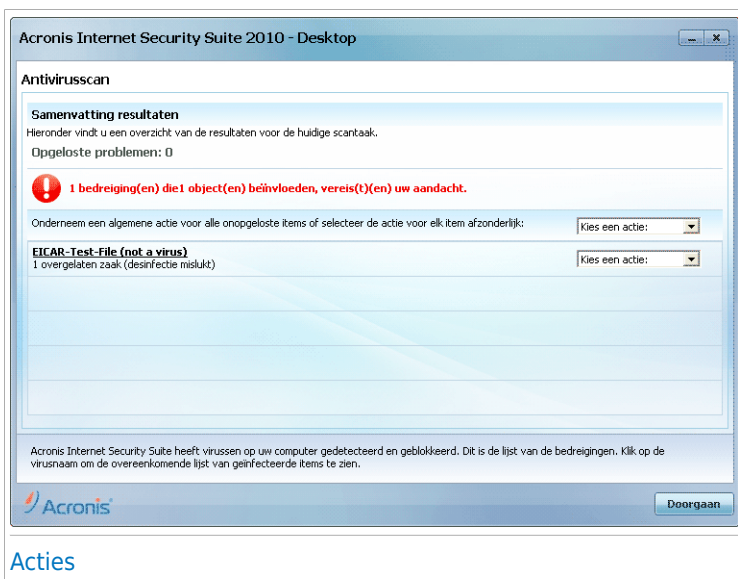 Acronis Internet Security Suite 2010 - Desktop
Antivirusscan
Samenvatting resultaten
Hieronder vindt u een overzicht van de resultaten voor de huidige scantaak.
Opgeloste problemen: 0
1 bedreiging(en) die1 object(en) beïnvloeden, vereis(t)(en) uw aandacht.
Onderneem een algemene actie voor alle onopgeloste items of selecteer de actie voor elk item afzonderlijk:
Kies een actie:
EICAR-Test-File (not a virus)
1 overgelaten zaak (desinfectie mislukt)
Kies een actie:
Acronis Internet Security Suite heeft virussen op uw computer gedetecteerd en geblokkeerd. Dit is de lijst van de bedreigingen. Klik op de
virusnaam om de overeenkomende lijst van geïnfecteerde items te zien.
Acronis
Doorgaan
Acties